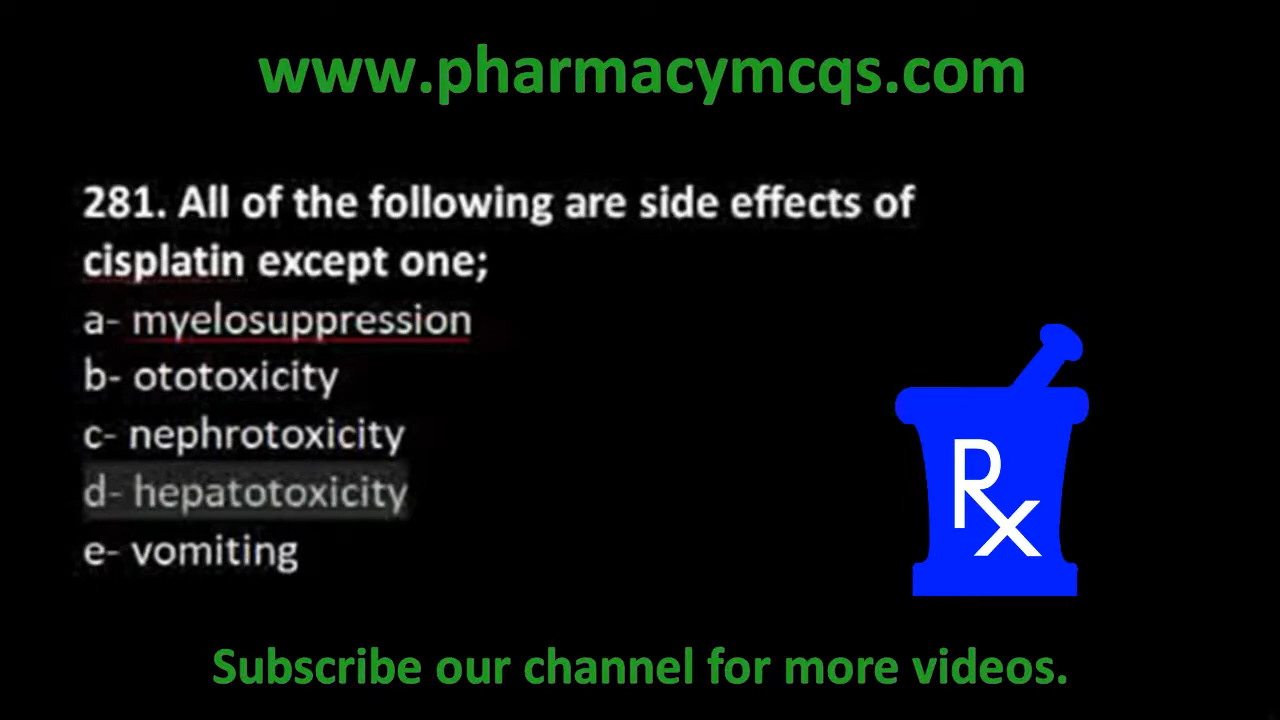 www.pharmacymcqs.com
281. All of the following are side effects of
cisplatin except one;
a- myelosuppression
b- ototoxicity
c- nephrotoxicity
d- hepatotoxicity
e- vomiting
Rx
Subscribe our channel for more videos.